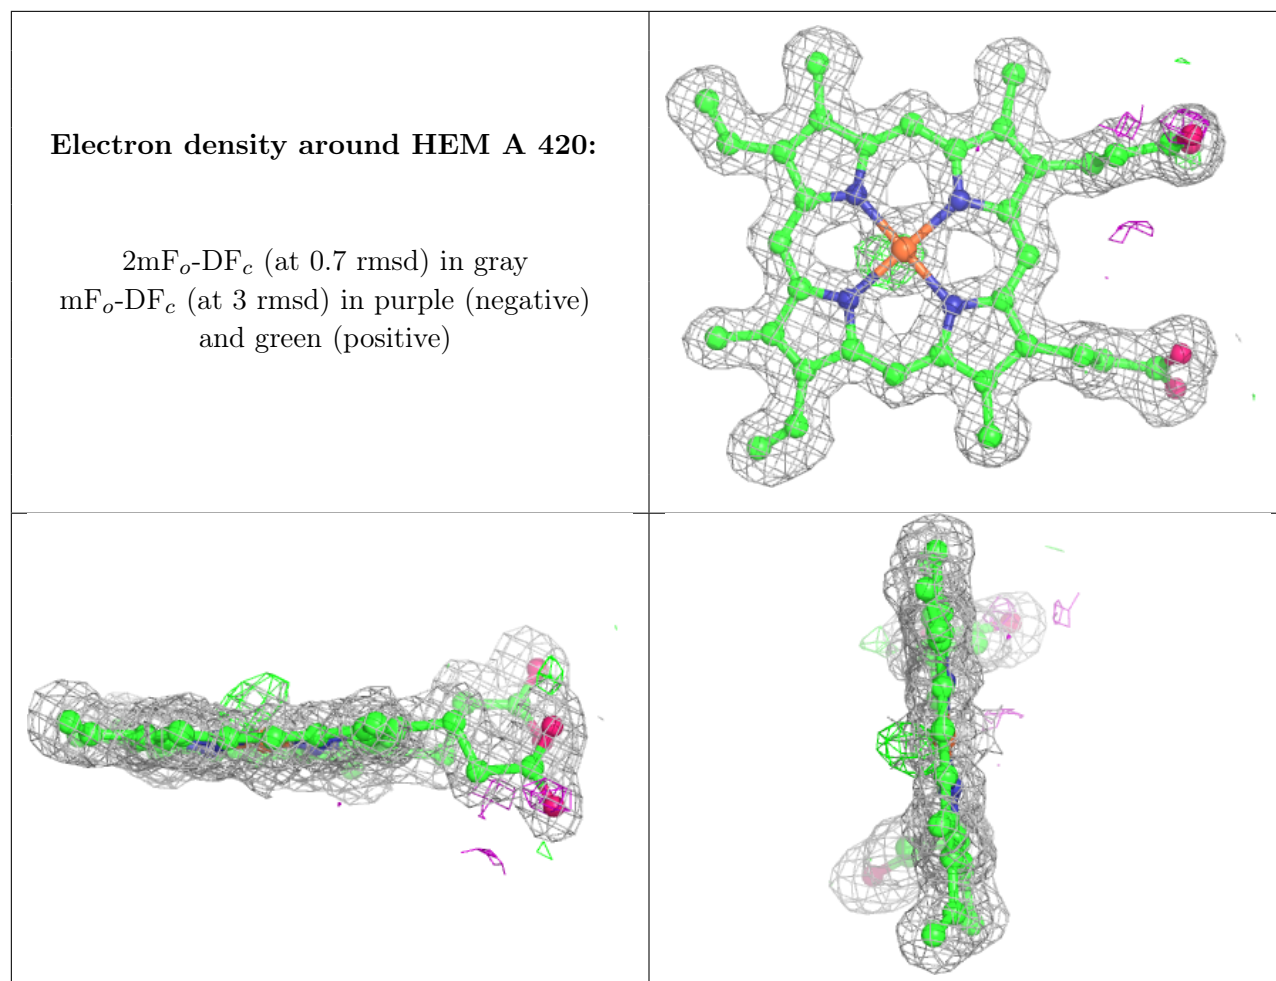 Electron density around HEM A 420:
2mFo-DFc (at 0.7 rmsd) in gray
mFo-DFc (at 3 rmsd) in purple (negative)
and green (positive)